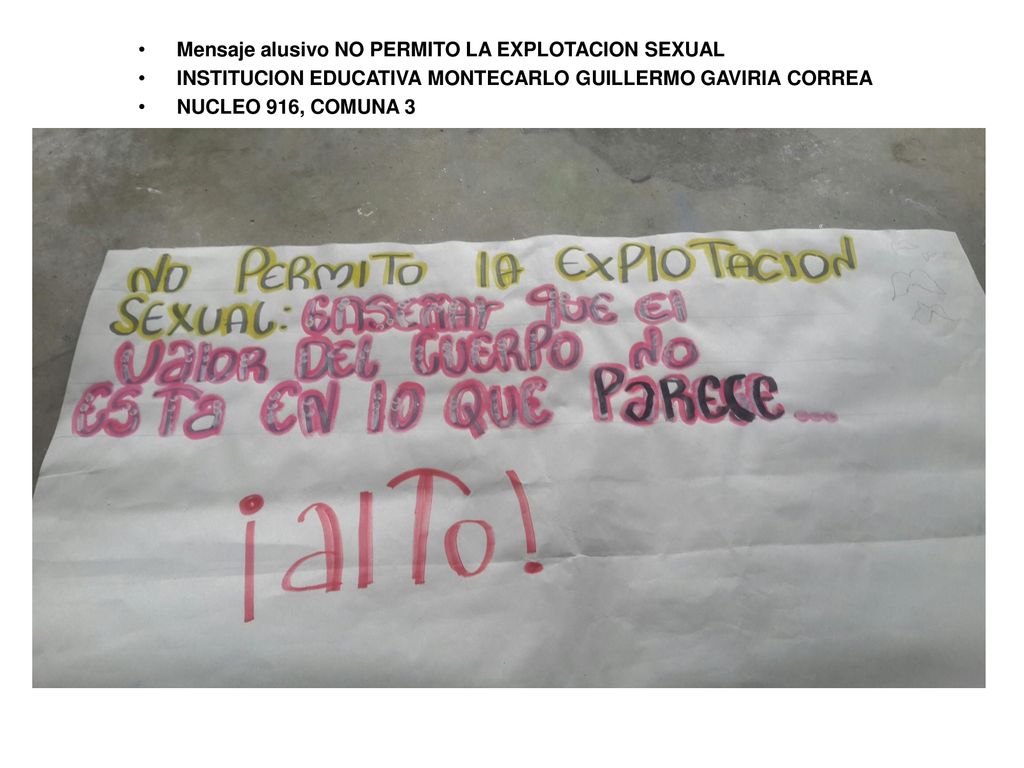 • Mensaje alusivo NO PERMITO LA EXPLOTACION SEXUAL
• INSTITUCION EDUCATIVA MONTECARLO GUILLERMO GAVIRIA CORREA
• NUCLEO 916, COMUNA 3
NO PERMITO lA EXPlOTACION
SEXUAL: ENSEÑAr QUE El
ValOR DEL CUERPO NO
ESTa EN lO QUE PARECE...
¡alTo!